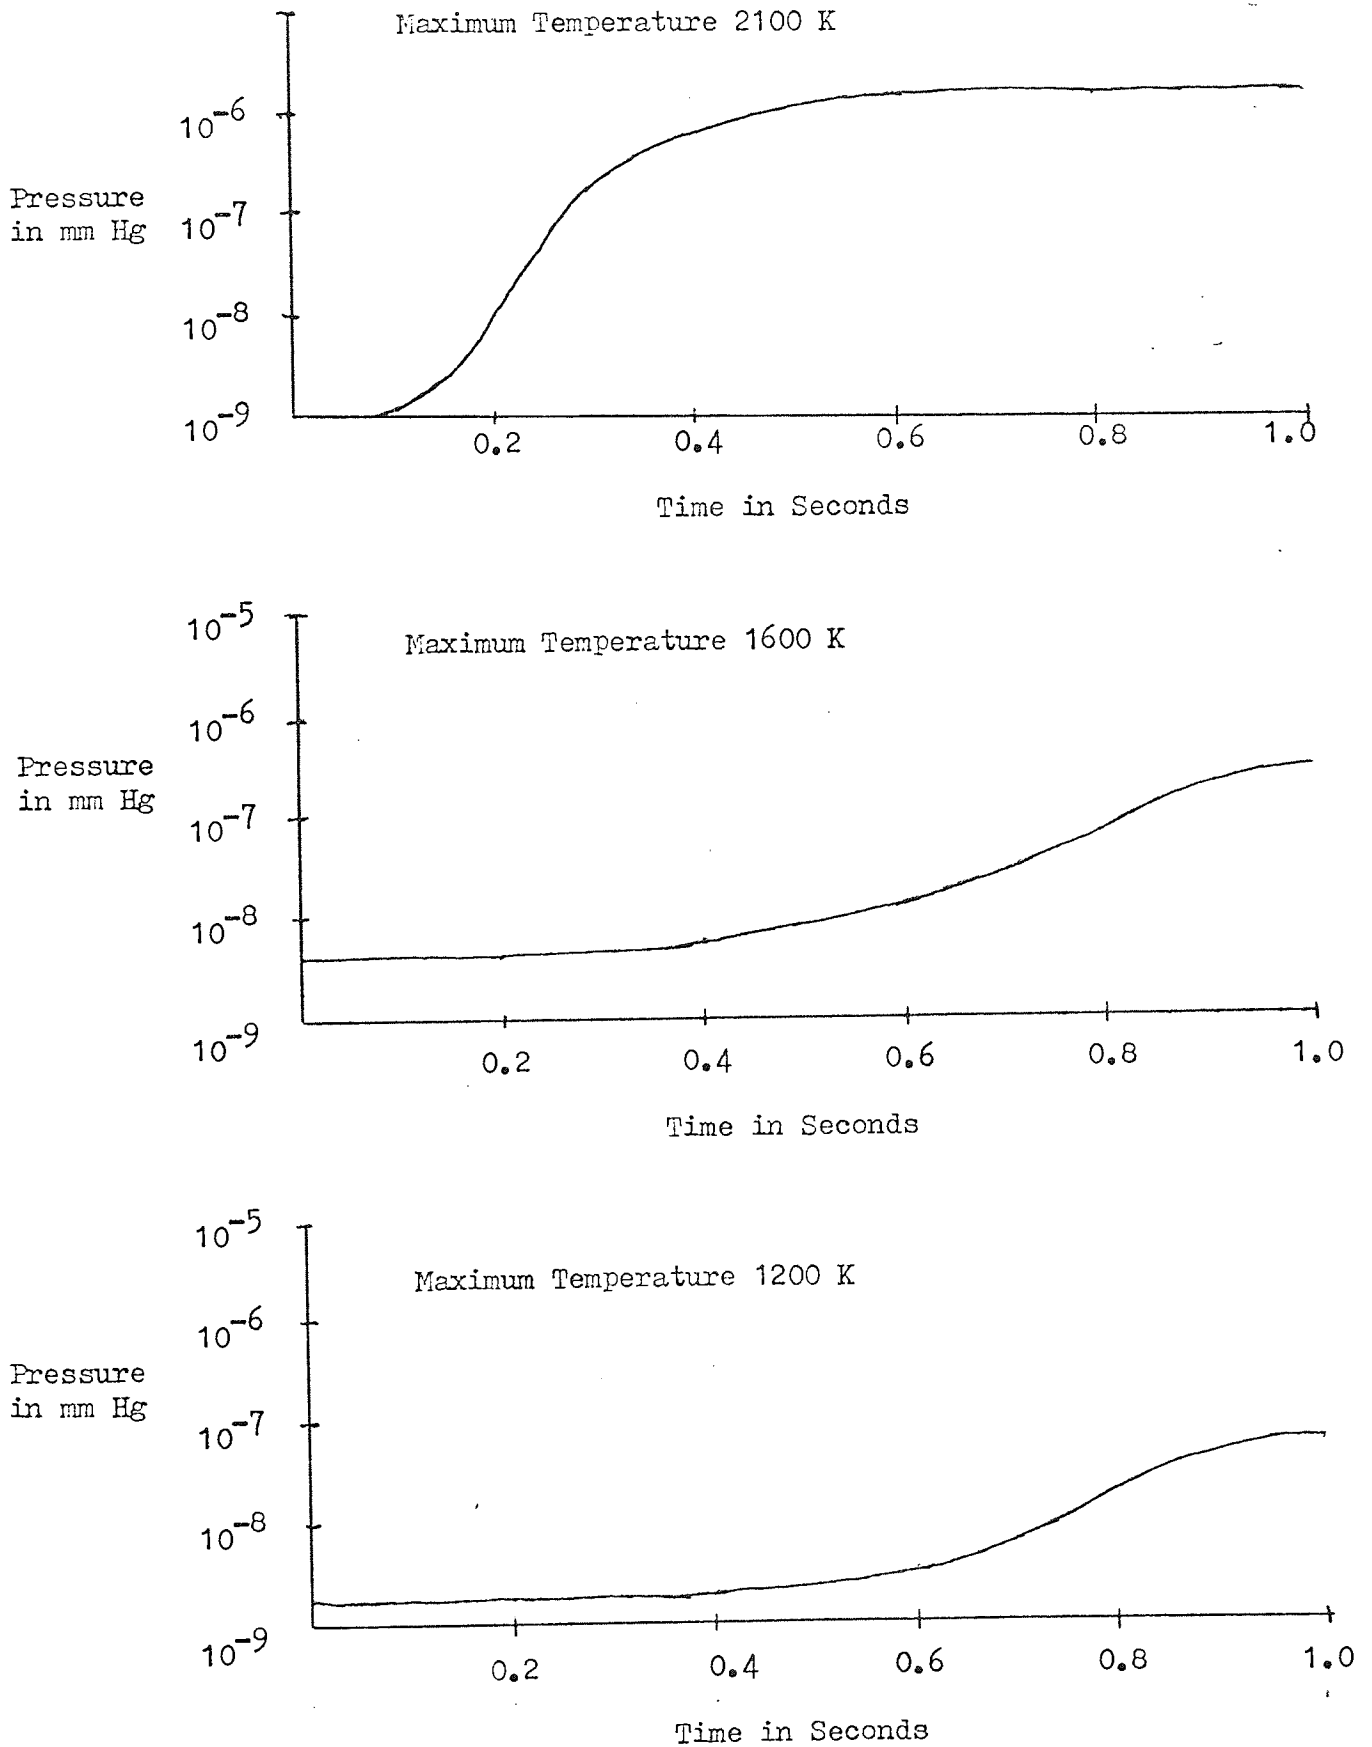 Maximum Temperature 2100 K
10-6
Pressure
in mm Hg
10-7
10-8
10-9
0.2 0.4 0.6 0.8 1.0
Time in Seconds
10-5
Maximum Temperature 1600 K
10-6
Pressure
in mm Hg
10-7
10-8
10-9
0.2 0.4 0.6 0.8 1.0
Time in Seconds
10-5
Maximum Temperature 1200 K
10-6
Pressure
in mm Hg
10-7
10-8
10-9
0.2 0.4 0.6 0.8 1.0
Time in Seconds